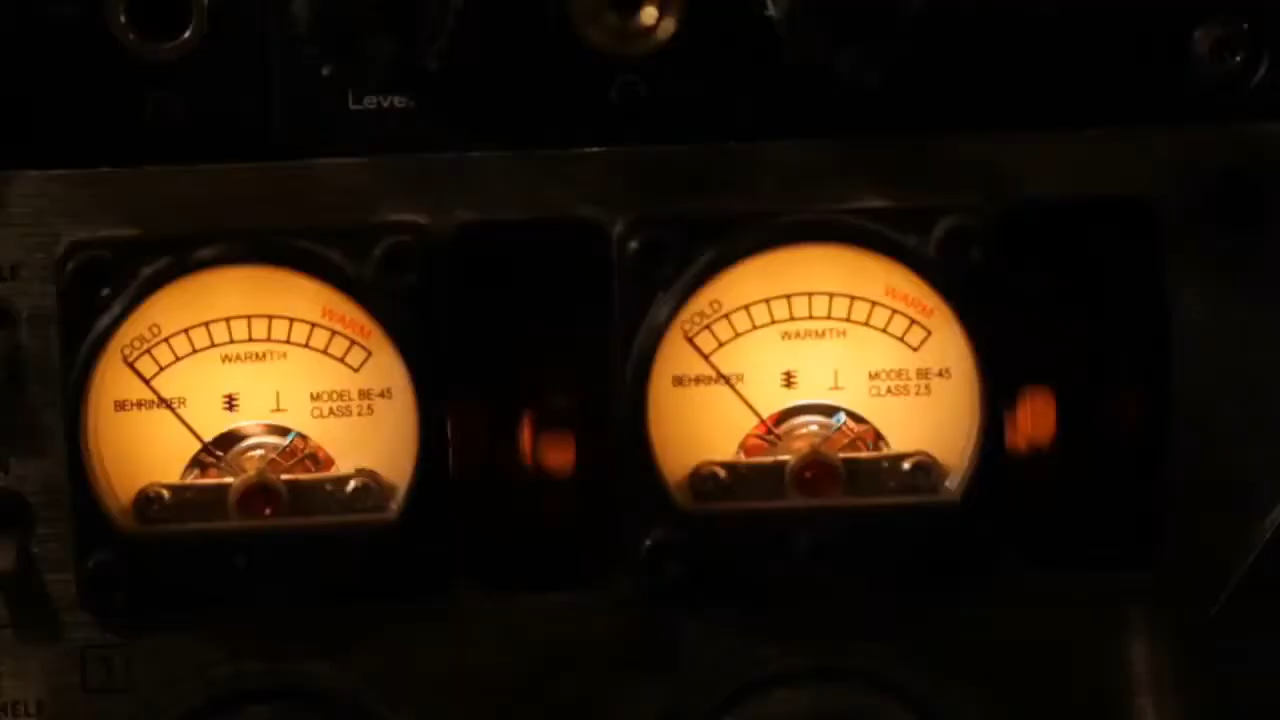 Level
COLD
WARM
WARMTH
BEHRINGER
MODEL BE-45
CLASS 2.5
COLD
WARM
WARMTH
BEHRINGER
MODEL BE-45
CLASS 2.5
1